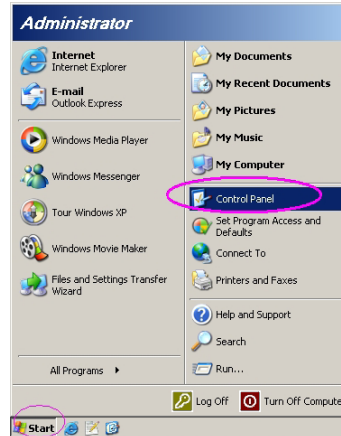 Administrator
Internet
Internet Explorer
E-mail
Outlook Express
Windows Media Player
Windows Messenger
Tour Windows XP
Windows Movie Maker
Files and Settings Transfer
Wizard
All Programs
My Documents
My Recent Documents
My Pictures
My Music
My Computer
Control Panel
Set Program Access and
Defaults
Connect To
Printers and Faxes
Help and Support
Search
Run...
Log Off
Turn Off Compute
Start